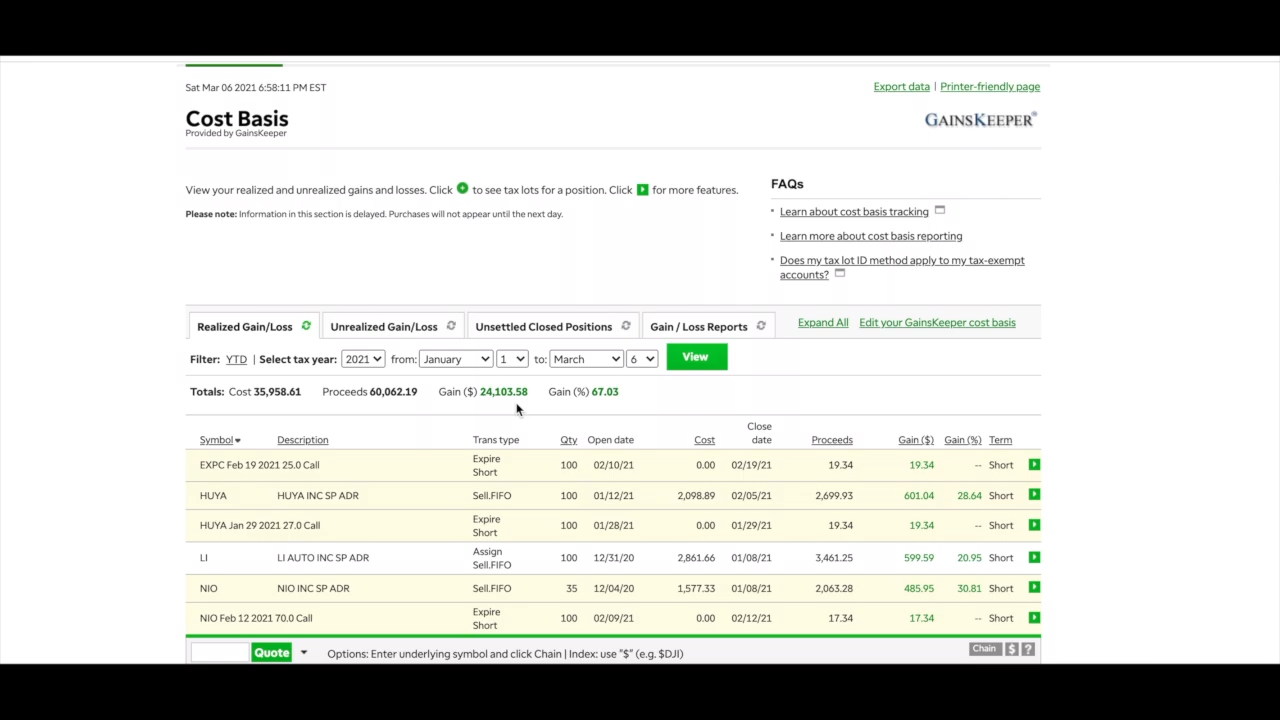 Sat Mar 06 2021 6:58:11 PM EST
Export data | Printer-friendly page
Cost Basis
Provided by GainsKeeper
GAINSKEEPER®
View your realized and unrealized gains and losses. Click to see tax lots for a position. Click for more features.
Please note: Information in this section is delayed. Purchases will not appear until the next day.
FAQs
Learn about cost basis tracking
Learn more about cost basis reporting
Does my tax lot ID method apply to my tax-exempt
accounts?
Realized Gain/Loss Unrealized Gain/Loss Unsettled Closed Positions Gain / Loss Reports Expand All Edit your GainsKeeper cost basis
Filter: YTD | Select tax year: 2021 from: January 1 to: March 6 View
Totals: Cost 35,958.61 Proceeds 60,062.19 Gain ($) 24,103.58 Gain (%) 67.03
Symbol Description Trans type Qty Open date Cost Close date Proceeds Gain ($) Gain (%) Term
EXPC Feb 19 2021 25.0 Call Expire Short 100 02/10/21 0.00 02/19/21 19.34 19.34 -- Short
HUYA HUYA INC SP ADR Sell.FIFO 100 01/12/21 2,098.89 02/05/21 2,699.93 601.04 28.64 Short
HUYA Jan 29 2021 27.0 Call Expire Short 100 01/28/21 0.00 01/29/21 19.34 19.34 -- Short
LI LI AUTO INC SP ADR Assign Sell.FIFO 100 12/31/20 2,861.66 01/08/21 3,461.25 599.59 20.95 Short
NIO NIO INC SP ADR Sell.FIFO 35 12/04/20 1,577.33 01/08/21 2,063.28 485.95 30.81 Short
NIO Feb 12 2021 70.0 Call Expire Short 100 02/09/21 0.00 02/12/21 17.34 17.34 -- Short
Quote Options: Enter underlying symbol and click Chain | Index: use "$" (e.g. $DJI) Chain $ ?